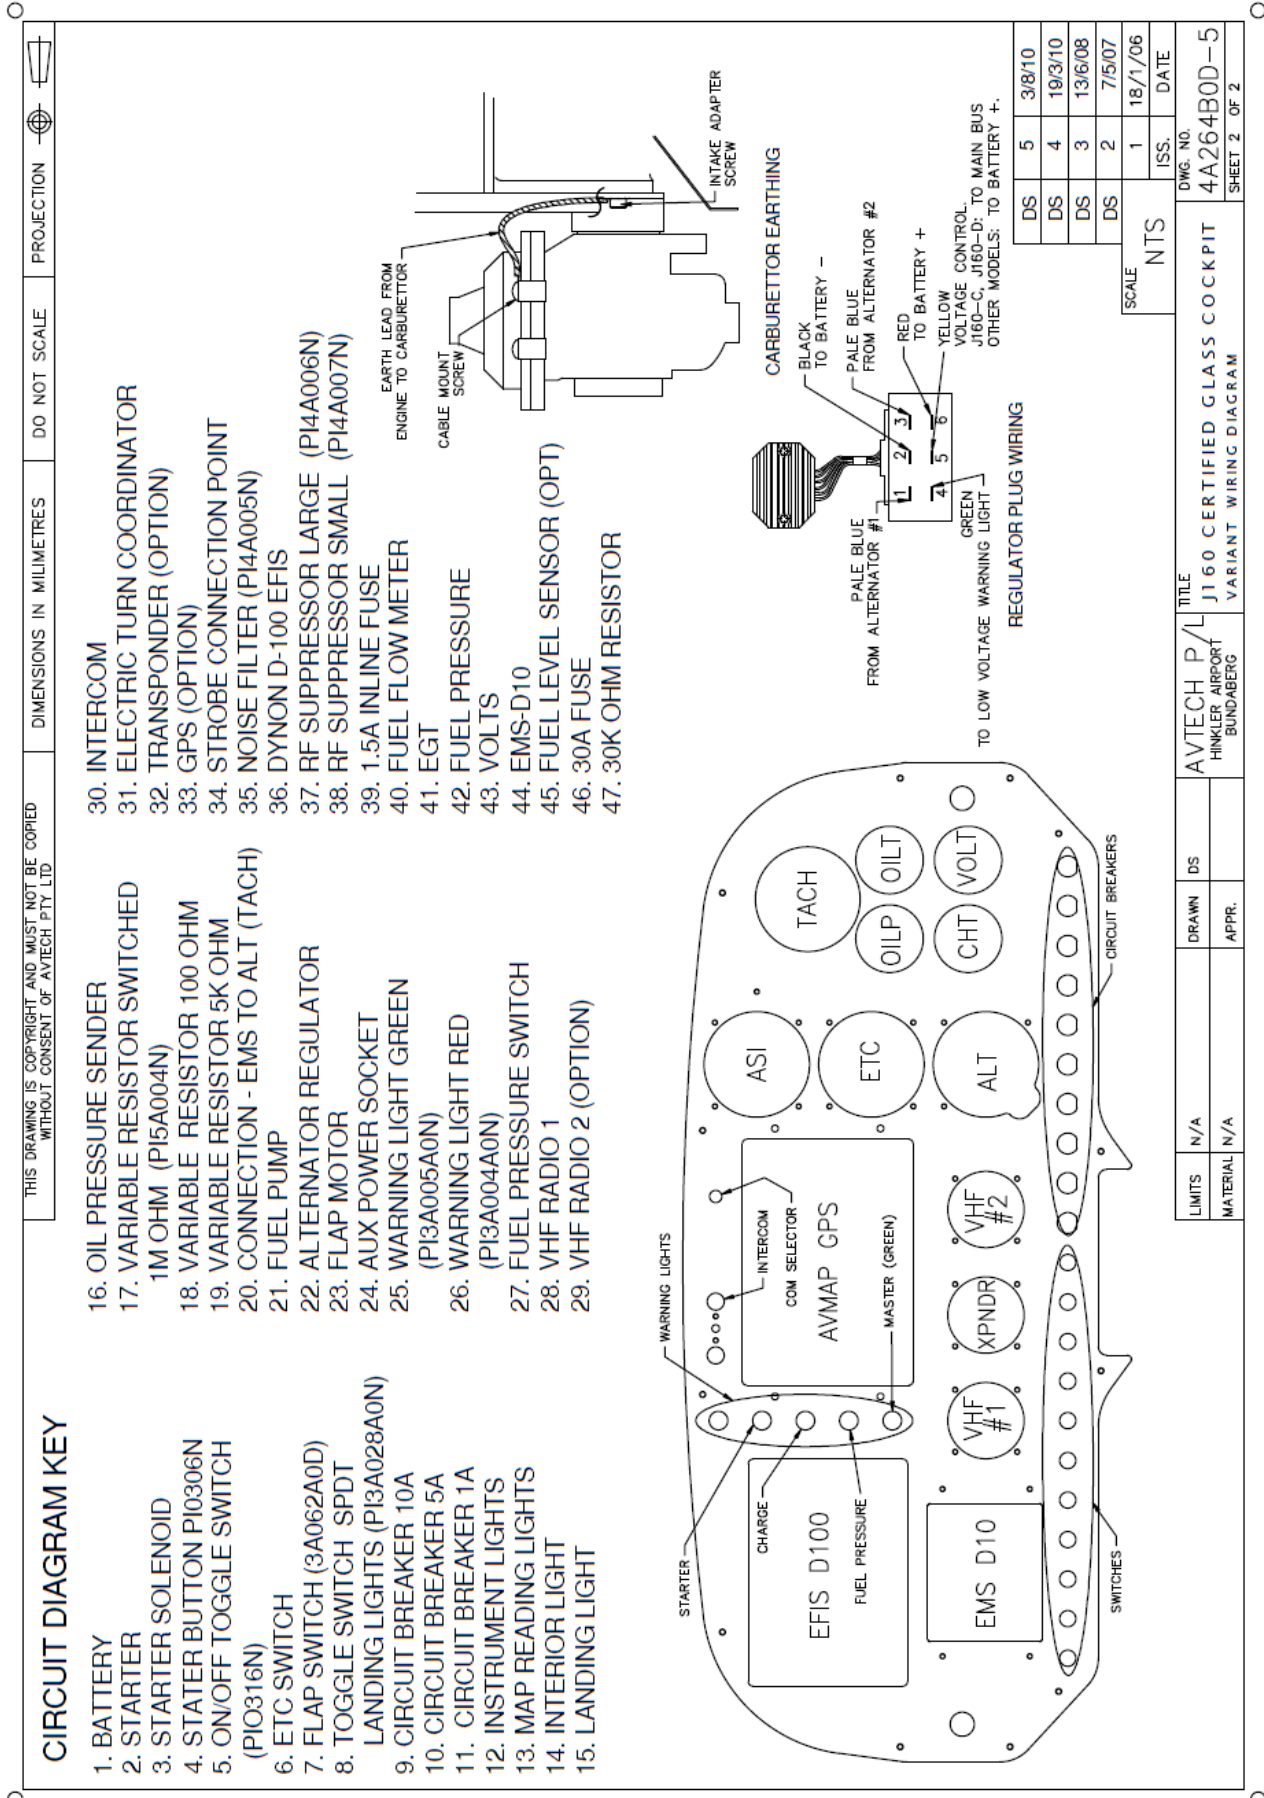 THIS DRAWING IS COPYRIGHT AND MUST NOT BE COPIED
WITHOUT CONSENT OF AVTECH PTY LTD
DIMENSIONS IN MILIMETRES
DO NOT SCALE
PROJECTION
CIRCUIT DIAGRAM KEY
1. BATTERY
2. STARTER
3. STARTER SOLENOID
4. STATER BUTTON PI0306N
5. ON/OFF TOGGLE SWITCH
(PIO316N)
6. ETC SWITCH
7. FLAP SWITCH (3A062A0D)
8. TOGGLE SWITCH SPDT
LANDING LIGHTS (PI3A028A0N)
9. CIRCUIT BREAKER 10A
10. CIRCUIT BREAKER 5A
11. CIRCUIT BREAKER 1A
12. INSTRUMENT LIGHTS
13. MAP READING LIGHTS
14. INTERIOR LIGHT
15. LANDING LIGHT
16. OIL PRESSURE SENDER
17. VARIABLE RESISTOR SWITCHED
1M OHM (PI5A004N)
18. VARIABLE RESISTOR 100 OHM
19. VARIABLE RESISTOR 5K OHM
20. CONNECTION - EMS TO ALT (TACH)
21. FUEL PUMP
22. ALTERNATOR REGULATOR
23. FLAP MOTOR
24. AUX POWER SOCKET
25. WARNING LIGHT GREEN
(PI3A005A0N)
26. WARNING LIGHT RED
(PI3A004A0N)
27. FUEL PRESSURE SWITCH
28. VHF RADIO 1
29. VHF RADIO 2 (OPTION)
30. INTERCOM
31. ELECTRIC TURN COORDINATOR
32. TRANSPONDER (OPTION)
33. GPS (OPTION)
34. STROBE CONNECTION POINT
35. NOISE FILTER (PI4A005N)
36. DYNON D-100 EFIS
37. RF SUPPRESSOR LARGE (PI4A006N)
38. RF SUPPRESSOR SMALL (PI4A007N)
39. 1.5A INLINE FUSE
40. FUEL FLOW METER
41. EGT
42. FUEL PRESSURE
43. VOLTS
44. EMS-D10
45. FUEL LEVEL SENSOR (OPT)
46. 30A FUSE
47. 30K OHM RESISTOR
EARTH LEAD FROM
ENGINE TO CARBURETTOR
CABLE MOUNT
SCREW
INTAKE ADAPTER
SCREW
CARBURETTOR EARTHING
BLACK
TO BATTERY -
PALE BLUE
FROM ALTERNATOR #2
RED
TO BATTERY +
YELLOW
VOLTAGE CONTROL.
J160-C, J160-D: TO MAIN BUS
OTHER MODELS: TO BATTERY +.
1 2 3
4 5 6
PALE BLUE
FROM ALTERNATOR #1
GREEN
TO LOW VOLTAGE WARNING LIGHT
REGULATOR PLUG WIRING
WARNING LIGHTS
STARTER
CHARGE
FUEL PRESSURE
INTERCOM
COM SELECTOR
MASTER (GREEN)
EFIS D100
AVMAP GPS
ASI
TACH
ETC
OILP
OILT
EMS D10
VHF
#1
XPNDR
VHF
#2
ALT
CHT
VOLT
SWITCHES
CIRCUIT BREAKERS
DS 5 3/8/10
DS 4 19/3/10
DS 3 13/6/08
DS 2 7/5/07
SCALE
NTS
1 18/1/06
ISS. DATE
LIMITS N/A
MATERIAL N/A
DRAWN DS
APPR.
AVTECH P/L
HINKLER AIRPORT
BUNDABERG
TITLE
J160 CERTIFIED GLASS COCKPIT
VARIANT WIRING DIAGRAM
DWG. NO.
4A264B0D-5
SHEET 2 OF 2